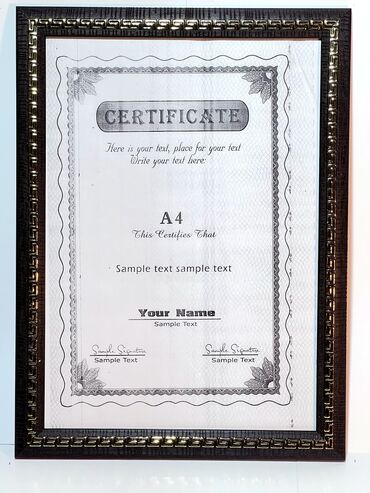 CERTIFICATE
Here is your text, place for your text
Write your text here:
A4
This Certifies That
Sample text sample text
Your Name
Sample Text
Sample Signature Sample Signature
Sample Text Sample Text